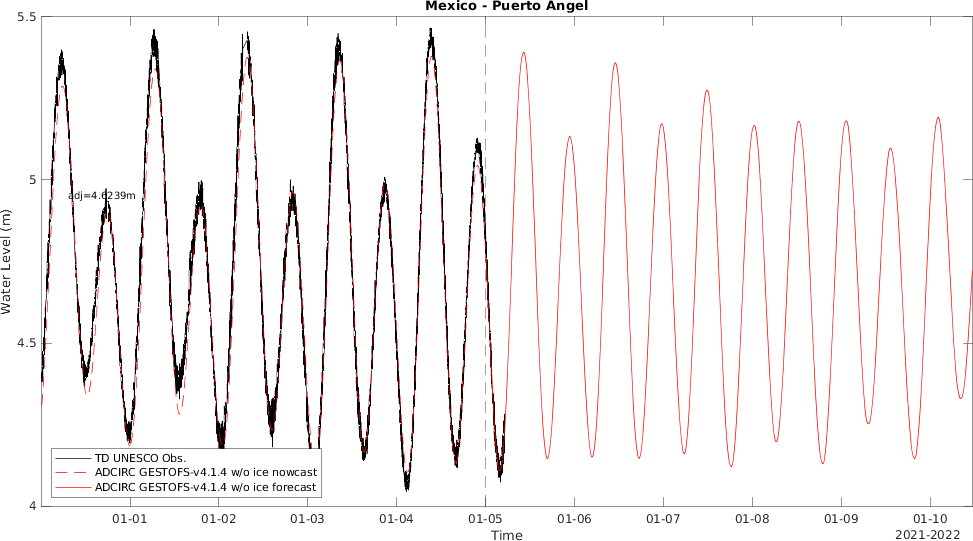 Mexico - Puerto Angel
5.5
5
4.5
4
Water Level (m)
adj=4.6239m
TD UNESCO Obs.
ADCIRC GESTOFS-v4.1.4 w/o ice nowcast
ADCIRC GESTOFS-v4.1.4 w/o ice forecast
01-01 01-02 01-03 01-04 01-05 01-06 01-07 01-08 01-09 01-10
Time
2021-2022